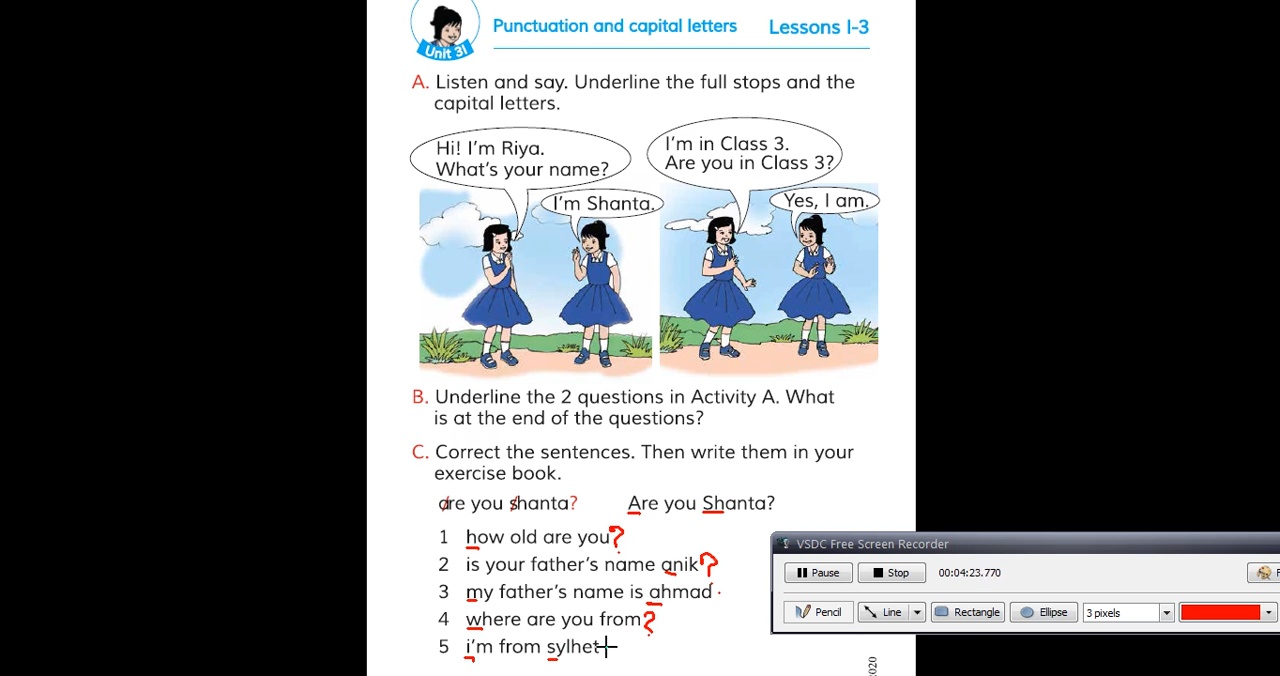 Punctuation and capital letters Lessons 1-3
Unit 31
A. Listen and say. Underline the full stops and the
capital letters.
Hi! I'm Riya.
What's your name?
I'm Shanta.
I'm in Class 3.
Are you in Class 3?
Yes, I am.
B. Underline the 2 questions in Activity A. What
is at the end of the questions?
C. Correct the sentences. Then write them in your
exercise book.
are you shanta? Are you Shanta?
1 how old are you?
2 is your father's name anik?
3 my father's name is ahmad.
4 where are you from?
5 i'm from sylhet
2020
VSDC Free Screen Recorder
Pause Stop 00:04:23.770
Pencil Line Rectangle Ellipse 3 pixels